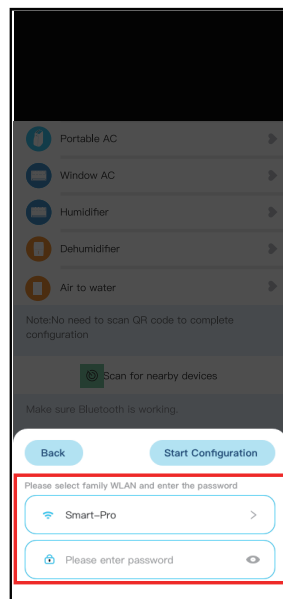 Portable AC
Window AC
Humidifier
Dehumidifier
Air to water
Note:No need to scan QR code to complete
configuration
Scan for nearby devices
Make sure Bluetooth is working.
Back
Start Configuration
Please select family WLAN and enter the password
Smart-Pro
Please enter password